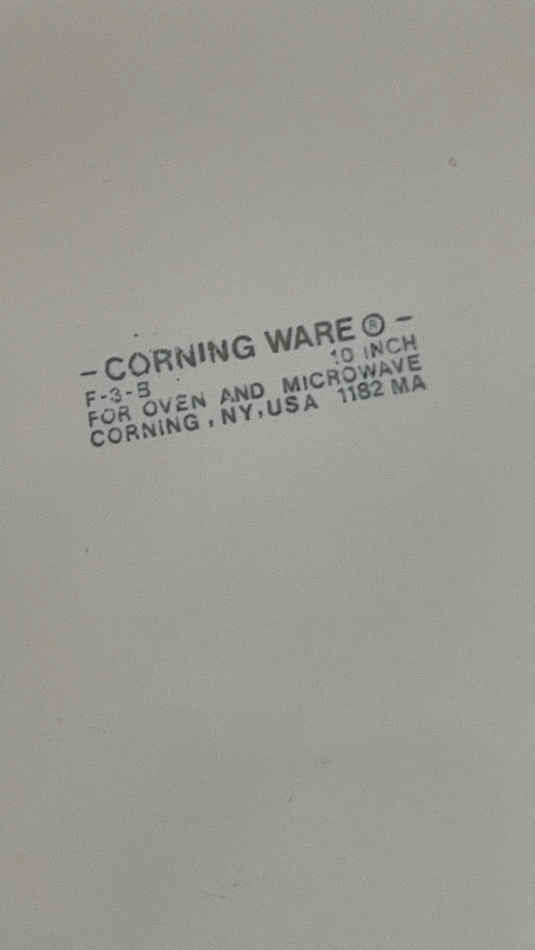 - CORNING WARE ® -
F-3-B 10 INCH
FOR OVEN AND MICROWAVE
CORNING, NY, USA 1182 MA